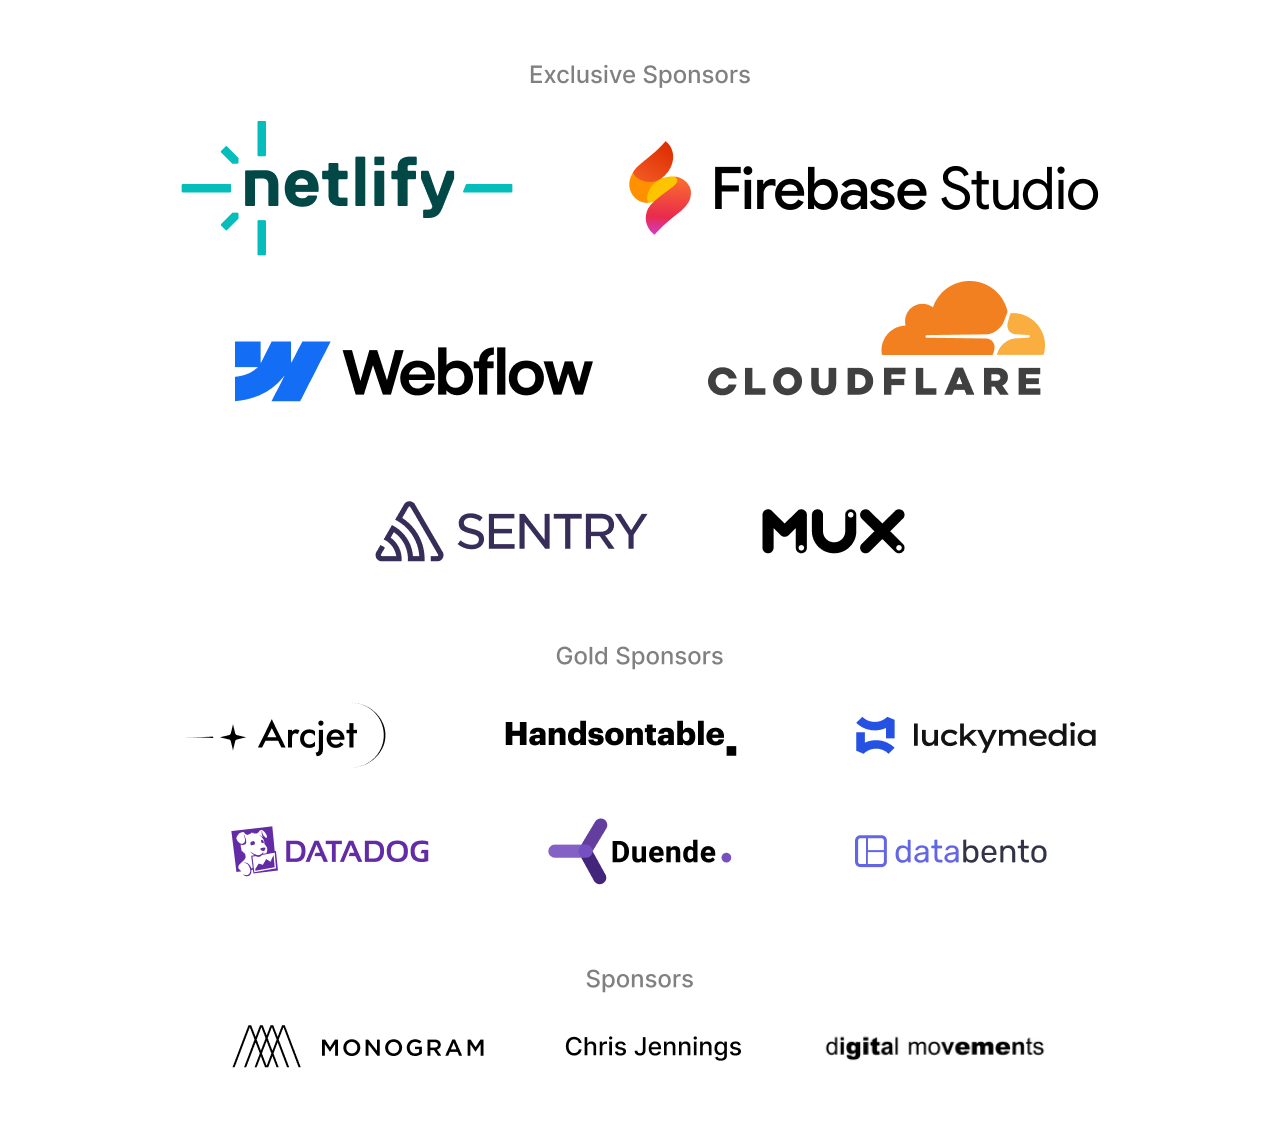 Exclusive Sponsors
netlify
Firebase Studio
Webflow
CLOUDFLARE
SENTRY
MUX
Gold Sponsors
Arcjet
Handsontable
luckymedia
DATADOG
Duende
databento
Sponsors
MONOGRAM
Chris Jennings
digital movements